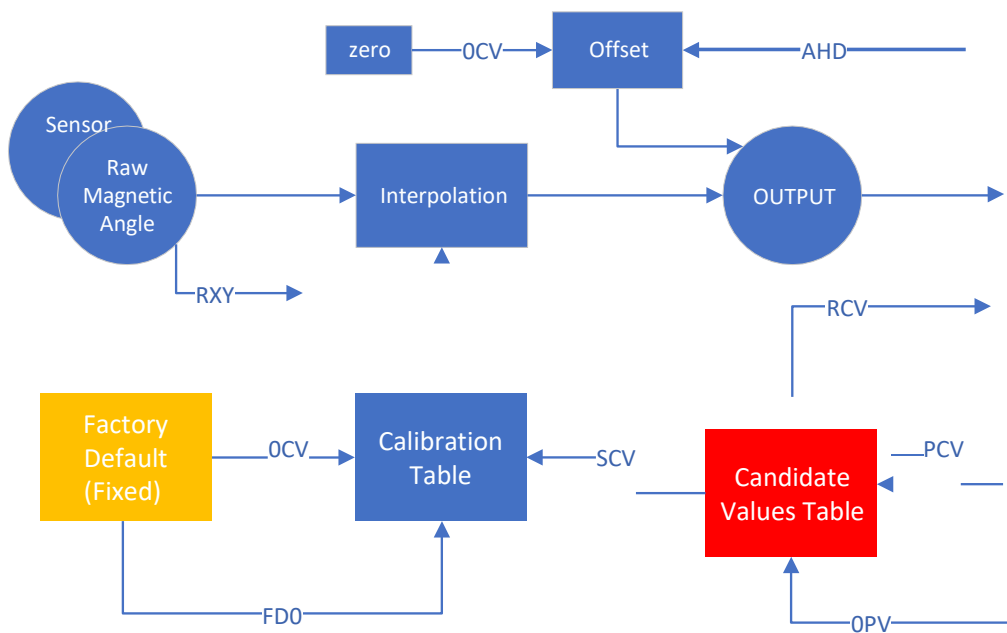 zero
0CV
Offset
AHD
Sensor
Raw
Magnetic
Angle
Interpolation
OUTPUT
RXY
RCV
Factory
Default
(Fixed)
0CV
Calibration
Table
SCV
PCV
Candidate
Values Table
FD0
0PV